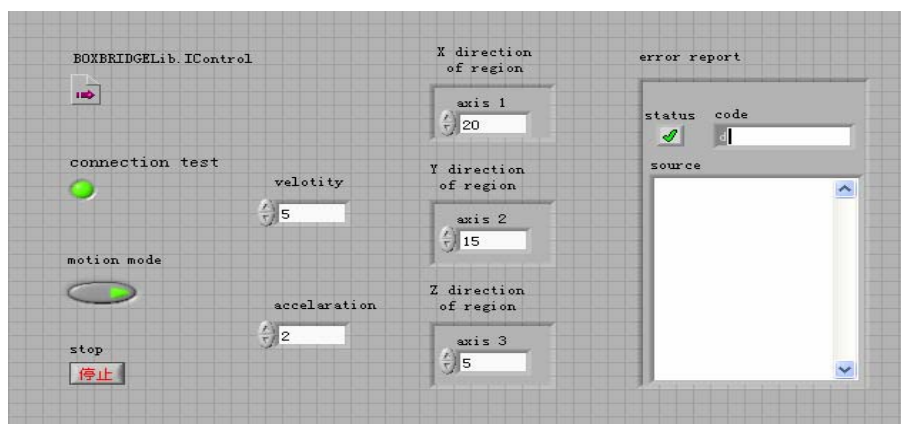 BOXBRIDGELib.IControl
connection test
motion mode
stop
停止
velotity
5
accelaration
2
X direction
of region
axis 1
20
Y direction
of region
axis 2
15
Z direction
of region
axis 3
5
error report
status
code
d
source